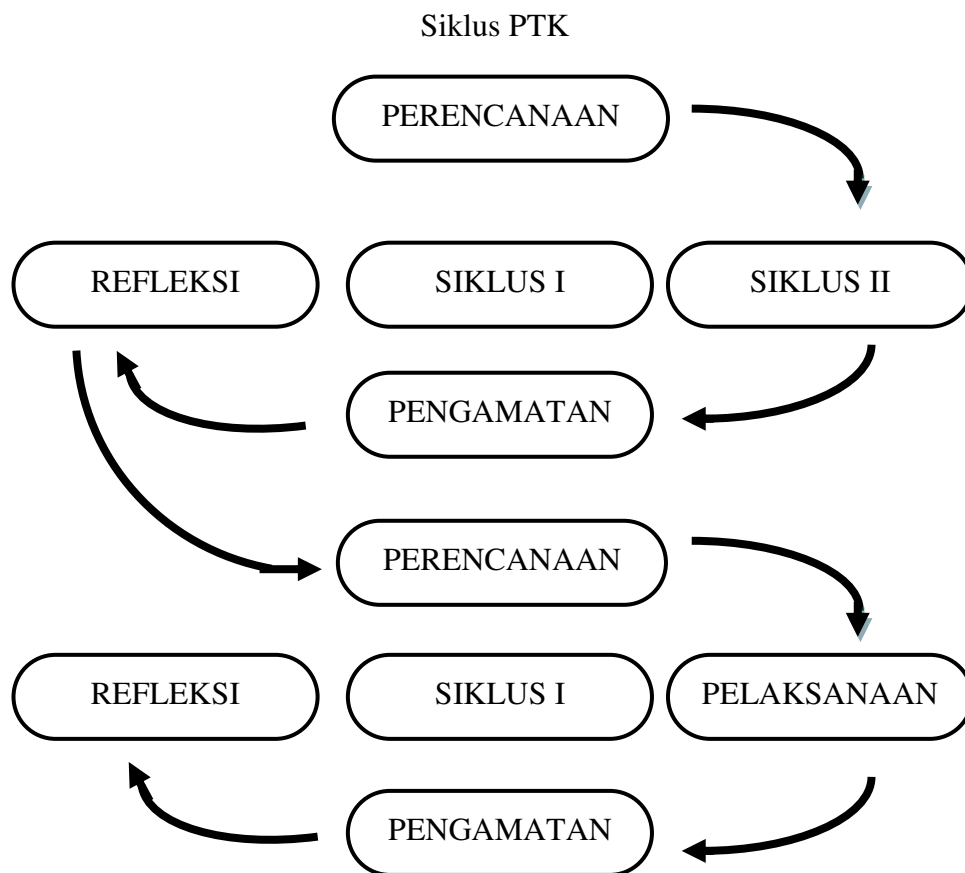 Siklus PTK
PERENCANAAN
REFLEKSI
SIKLUS I
SIKLUS II
PENGAMATAN
PERENCANAAN
REFLEKSI
SIKLUS I
PELAKSANAAN
PENGAMATAN